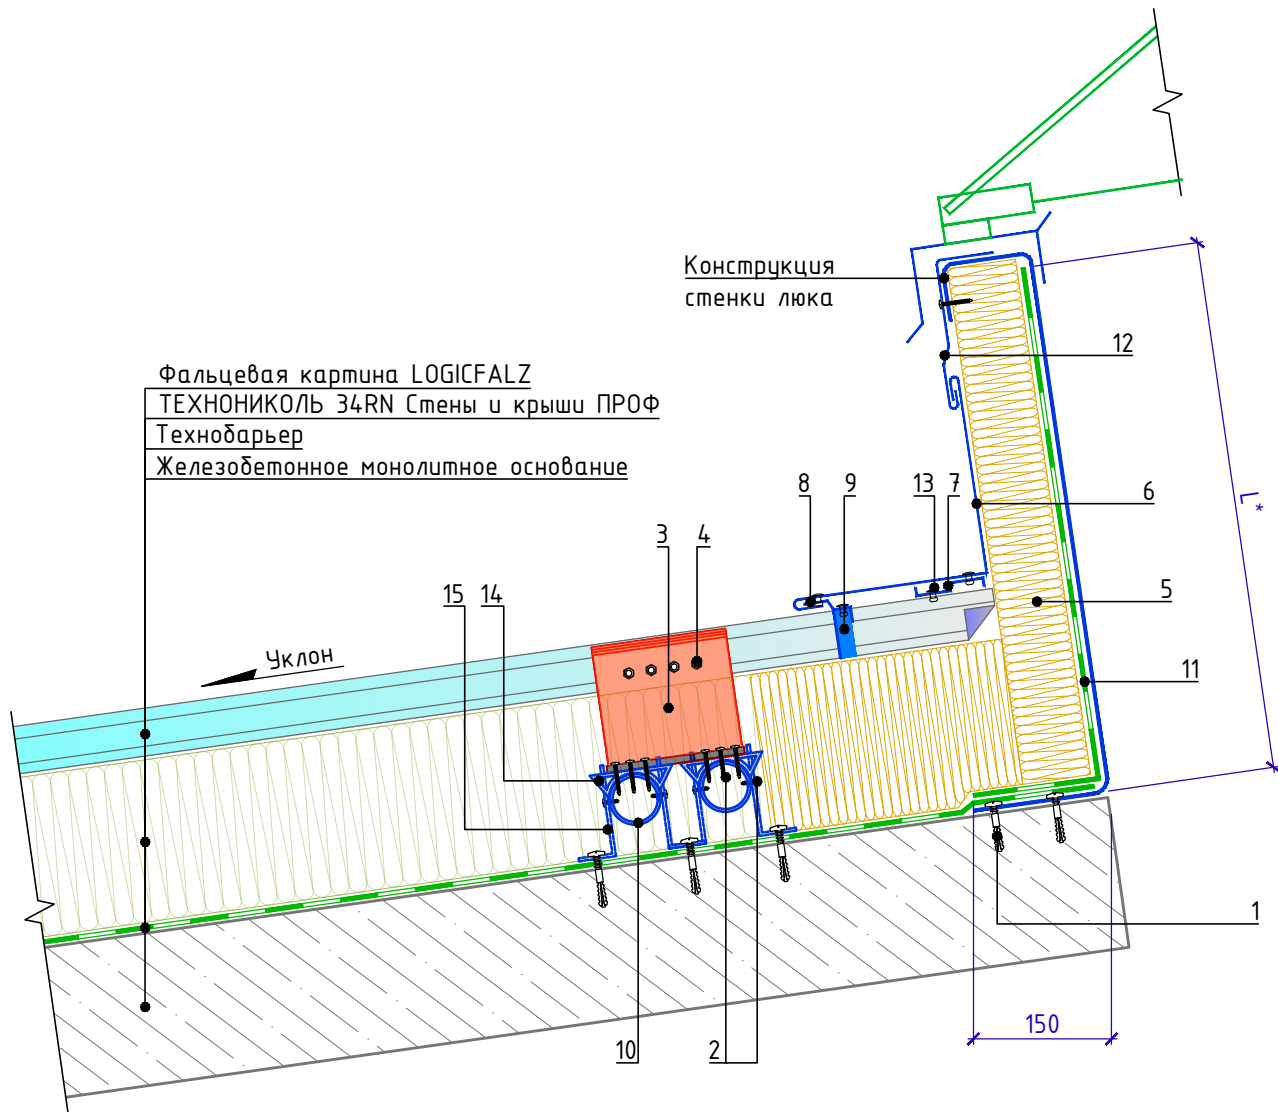 Конструкция
стенки люка
12
Фальцевая картина LOGICFALZ
ТЕХНОНИКОЛЬ 34RN Стены и крыши ПРОФ
Технобарьер
Железобетонное монолитное основание
8
9
13
7
6
L*
3
4
15
14
5
Уклон
11
1
150
10
2